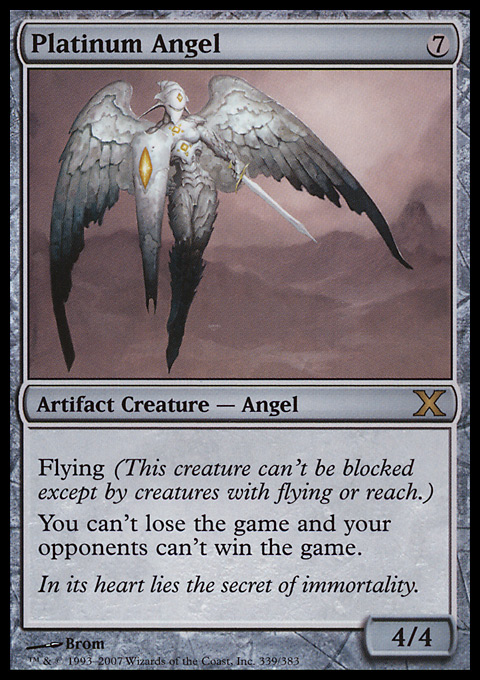 Platinum Angel 7
Artifact Creature — Angel X
Flying (This creature can't be blocked
except by creatures with flying or reach.)
You can't lose the game and your
opponents can't win the game.
In its heart lies the secret of immortality.
Brom
4/4
™ & © 1993–2007 Wizards of the Coast, Inc. 339/383